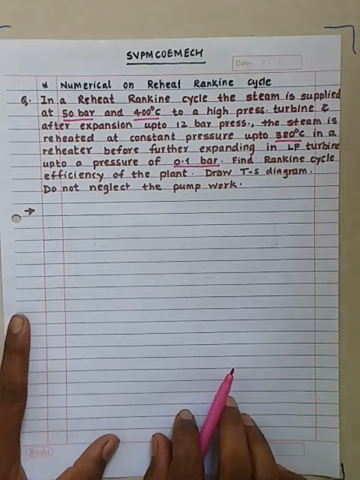 SVPMCOEMECH
Date:-
* Numerical on Reheat Rankine Cycle
Q. In a Reheat Rankine cycle the steam is supplied
at 50 bar and 400°C to a high press. turbine &
after expansion upto 12 bar press., the steam is
reheated at constant pressure upto 380°C in a
reheater before further expanding in LP turbine
upto a pressure of 0.1 bar. Find Rankine cycle
efficiency of the plant. Draw T-s diagram.
Do not neglect the pump work.
→
Rushi